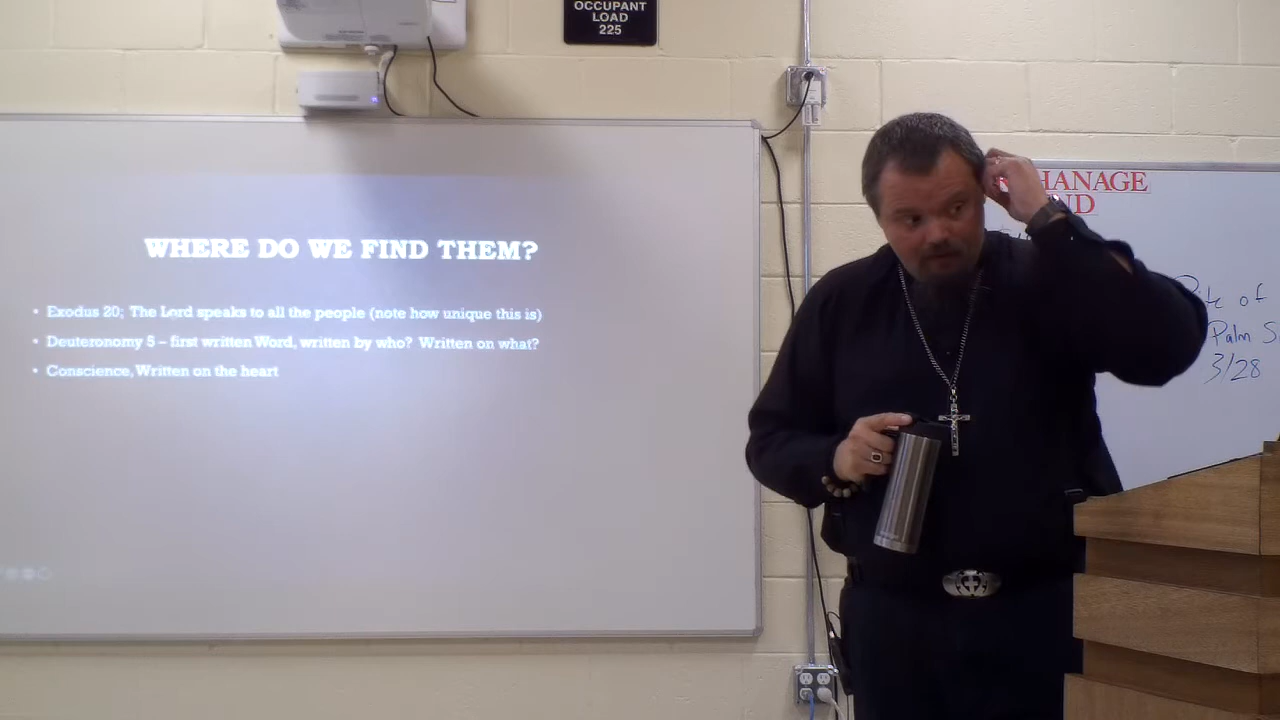 OCCUPANT
LOAD
225
WHERE DO WE FIND THEM?
• Exodus 20; The Lord speaks to all the people (note how unique this is)
• Deuteronomy 5 – first written Word, written by who? Written on what?
• Conscience, Written on the heart
HANAGE
of
Palm S
3/28